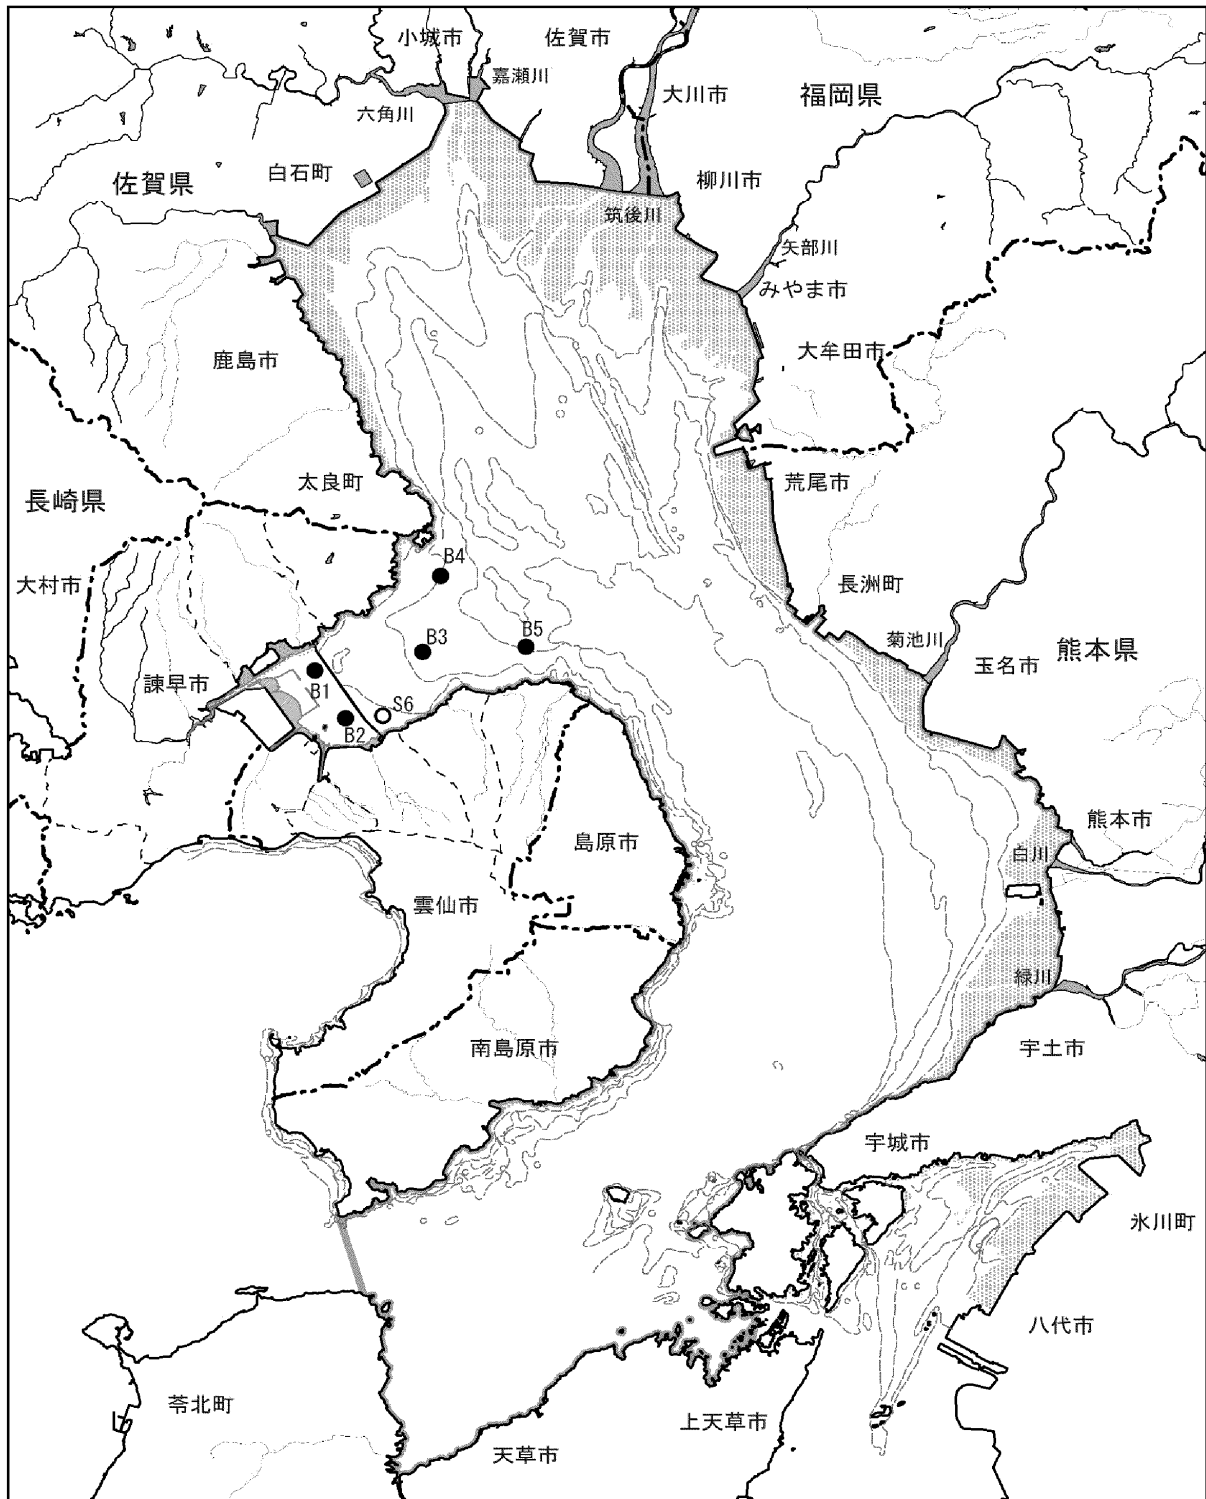 小城市
佐賀市
嘉瀬川
大川市
福岡県
六角川
白石町
佐賀県
柳川市
筑後川
矢部川
みやま市
鹿島市
大牟田市
太良町
荒尾市
長崎県
B4
大村市
長洲町
B5
B3
菊池川
熊本県
玉名市
諫早市
B1
S6
B2
熊本市
島原市
白川
雲仙市
緑川
南島原市
宇土市
宇城市
氷川町
八代市
苓北町
上天草市
天草市